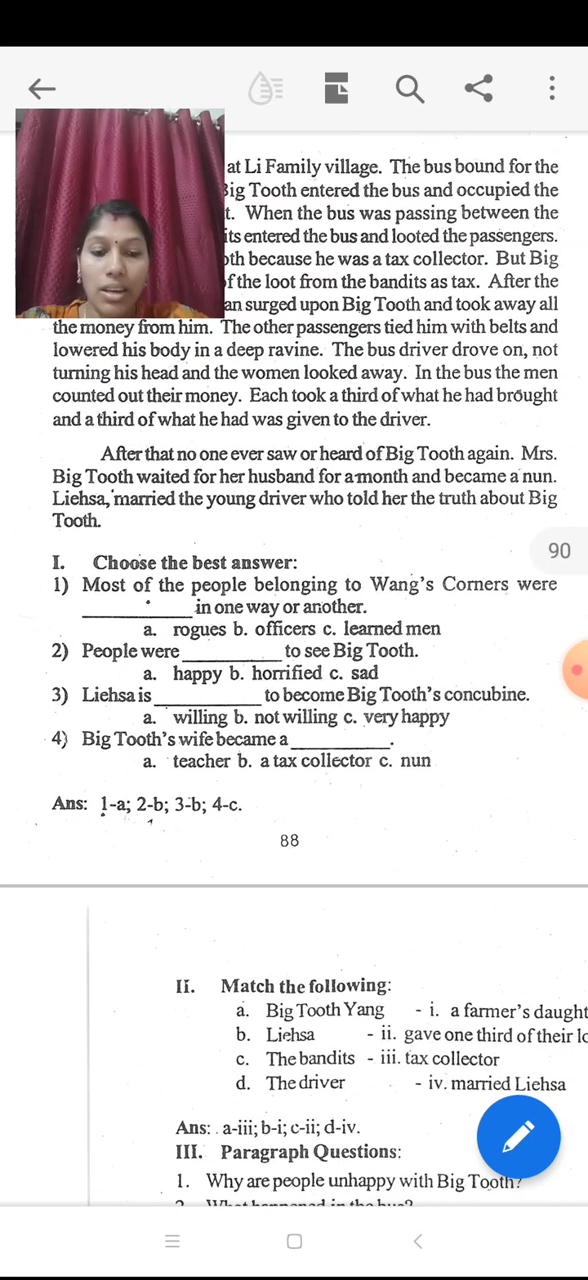 at Li Family village. The bus bound for the
Big Tooth entered the bus and occupied the
t. When the bus was passing between the
its entered the bus and looted the passengers.
oth because he was a tax collector. But Big
of the loot from the bandits as tax. After the
an surged upon Big Tooth and took away all
the money from him. The other passengers tied him with belts and
lowered his body in a deep ravine. The bus driver drove on, not
turning his head and the women looked away. In the bus the men
counted out their money. Each took a third of what he had brought
and a third of what he had was given to the driver.
After that no one ever saw or heard of Big Tooth again. Mrs.
Big Tooth waited for her husband for a month and became a nun.
Liehsa, married the young driver who told her the truth about Big
Tooth.
90
I. Choose the best answer:
1) Most of the people belonging to Wang's Corners were
__________ in one way or another.
a. rogues b. officers c. learned men
2) People were __________ to see Big Tooth.
a. happy b. horrified c. sad
3) Liehsa is __________ to become Big Tooth's concubine.
a. willing b. not willing c. very happy
4) Big Tooth's wife became a __________.
a. teacher b. a tax collector c. nun
Ans: 1-a; 2-b; 3-b; 4-c.
88
II. Match the following:
a. Big Tooth Yang - i. a farmer's daught
b. Liehsa - ii. gave one third of their lo
c. The bandits - iii. tax collector
d. The driver - iv. married Liehsa
Ans: a-iii; b-i; c-ii; d-iv.
III. Paragraph Questions:
1. Why are people unhappy with Big Tooth?
2. What happened in the bus?